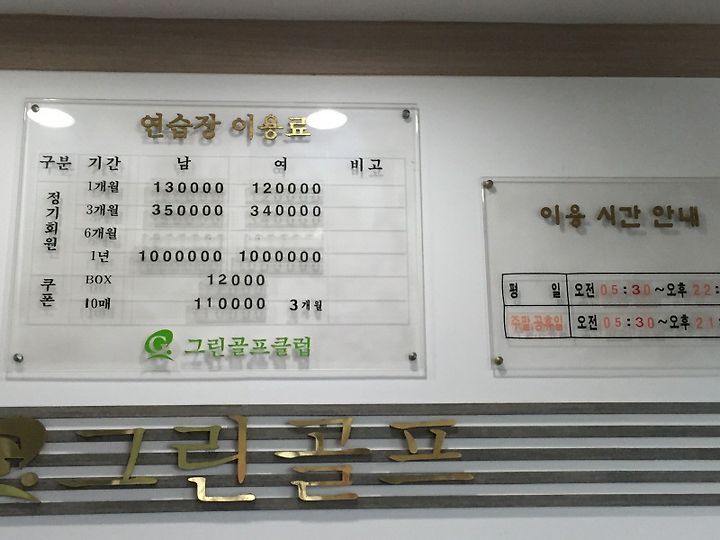 연습장 이용료
구분 기간 남 여 비고
정기회원
1개월 130000 120000
3개월 350000 340000
6개월
1년 1000000 1000000
쿠폰
BOX 12000
10매 110000 3개월
그린골프클럽
이용 시간 안내
평 일 오전 05:30~오후 22:
주말,공휴일 오전 05:30~오후 21
그린골프